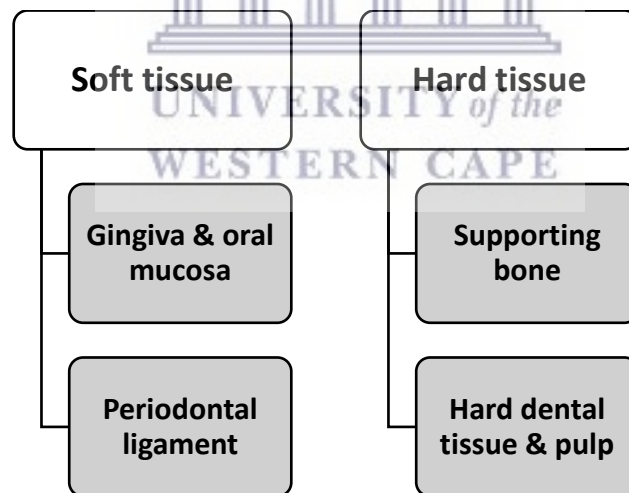 Soft tissue
Hard tissue
UNIVERSITY of the
WESTERN CAPE
Gingiva & oral
mucosa
Supporting
bone
Periodontal
ligament
Hard dental
tissue & pulp